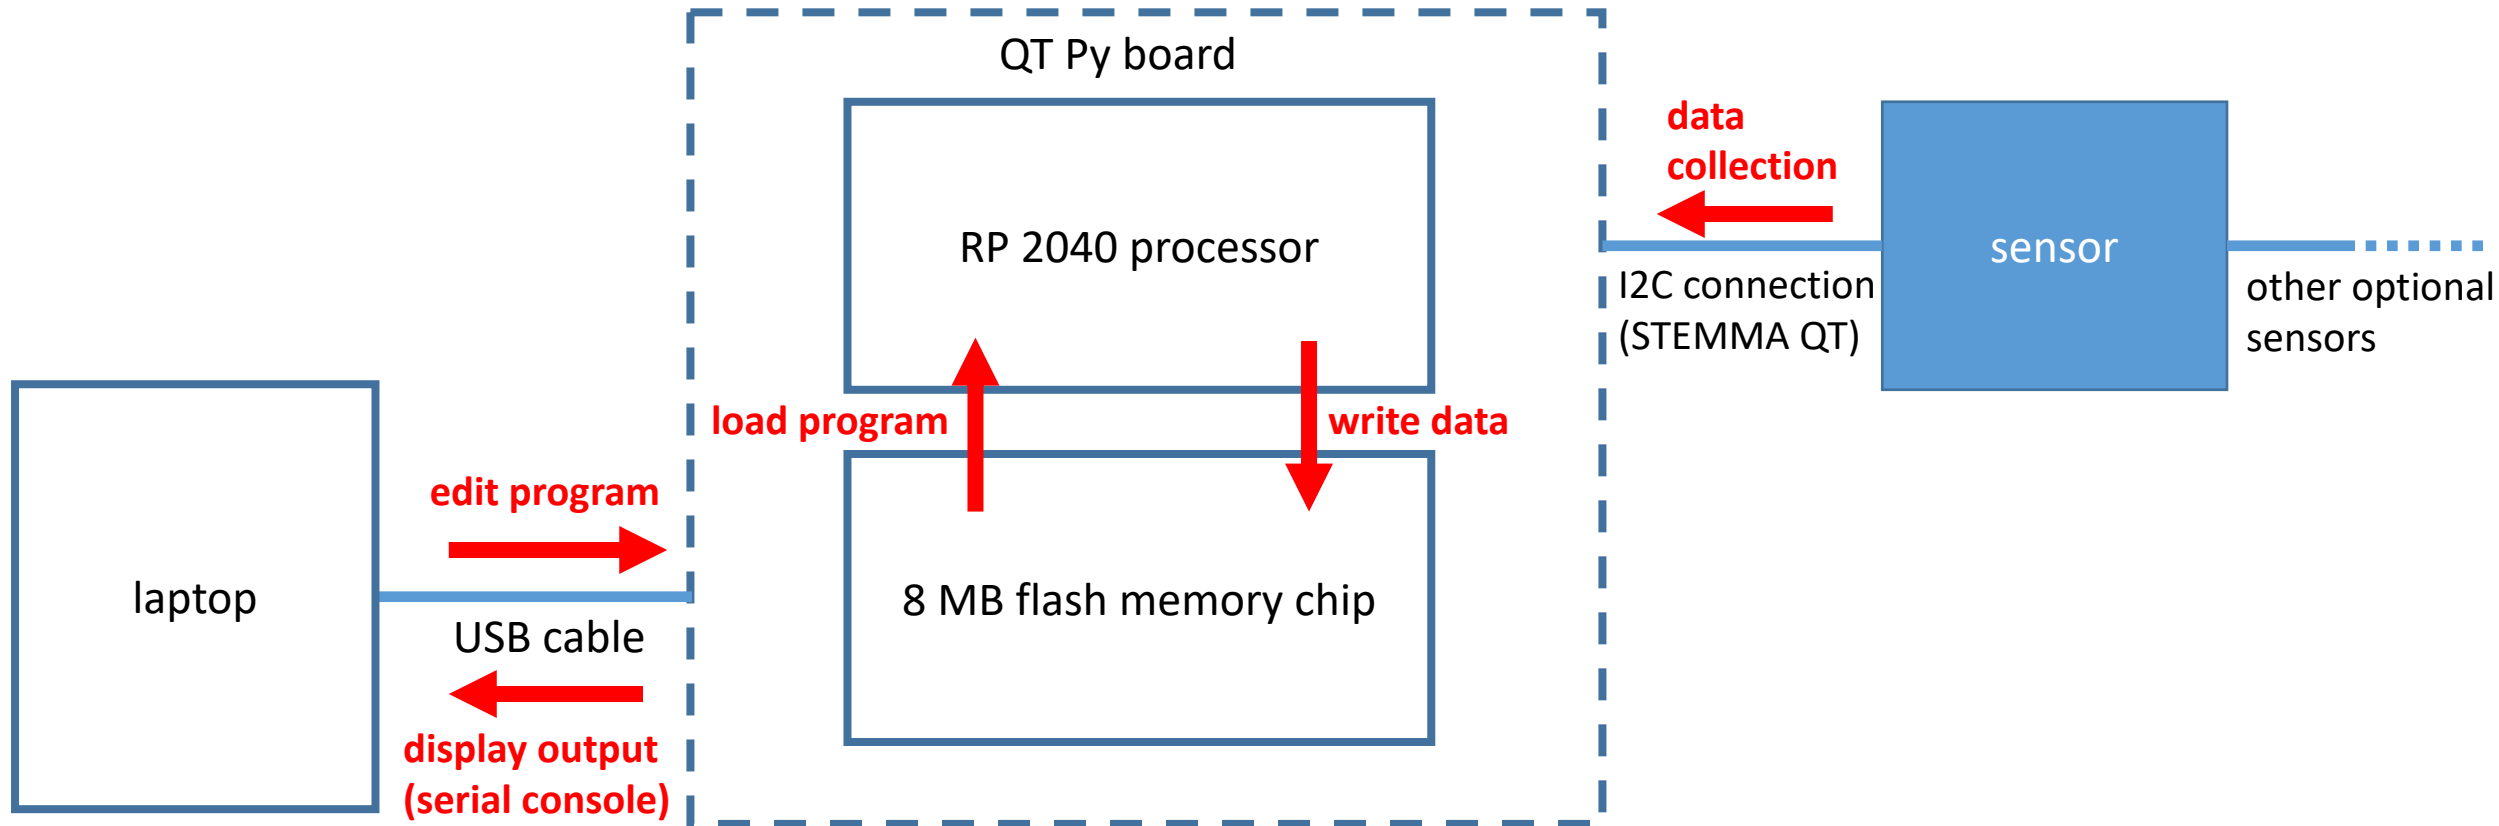 QT Py board
RP 2040 processor
load program
write data
8 MB flash memory chip
laptop
edit program
USB cable
display output
(serial console)
data
collection
I2C connection
(STEMMA QT)
sensor
other optional
sensors